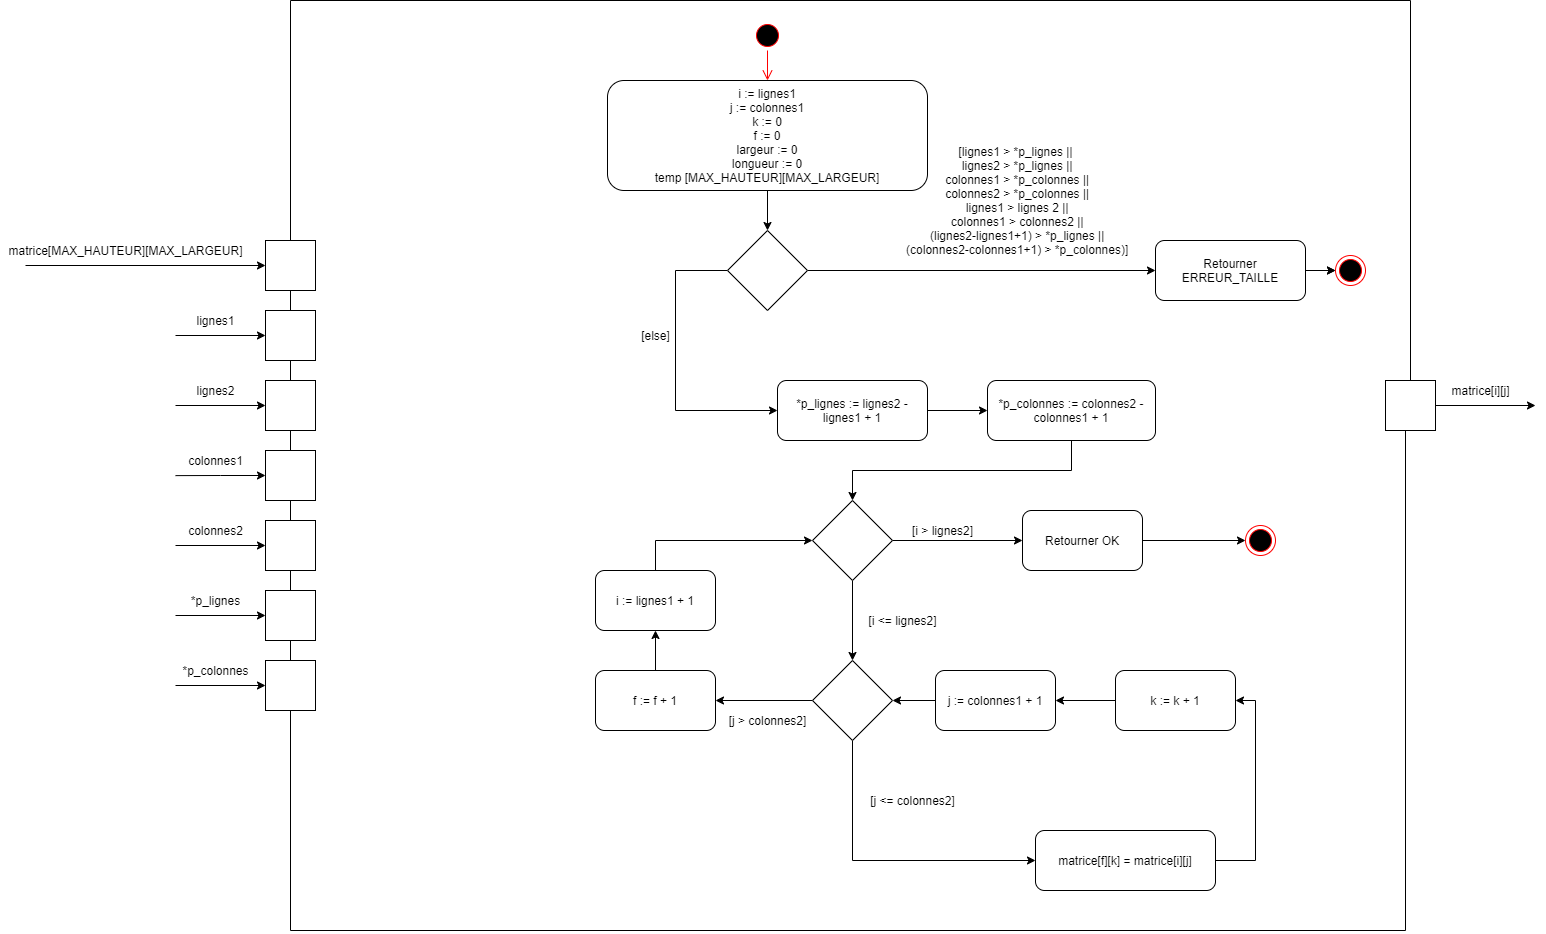 i := lignes1
j := colonnes1
k := 0
f := 0
largeur := 0
longueur := 0
temp [MAX_HAUTEUR][MAX_LARGEUR]
[lignes1 > *p_lignes ||
lignes2 > *p_lignes ||
colonnes1 > *p_colonnes ||
colonnes2 > *p_colonnes ||
lignes1 > lignes 2 ||
colonnes1 > colonnes2 ||
(lignes2-lignes1+1) > *p_lignes ||
(colonnes2-colonnes1+1) > *p_colonnes)]
Retourner
ERREUR_TAILLE
matrice[MAX_HAUTEUR][MAX_LARGEUR]
lignes1
lignes2
colonnes1
colonnes2
*p_lignes
*p_colonnes
[else]
*p_lignes := lignes2 -
lignes1 + 1
*p_colonnes := colonnes2 -
colonnes1 + 1
matrice[i][j]
[i > lignes2]
Retourner OK
i := lignes1 + 1
[i <= lignes2]
f := f + 1
[j > colonnes2]
j := colonnes1 + 1
k := k + 1
[j <= colonnes2]
matrice[f][k] = matrice[i][j]